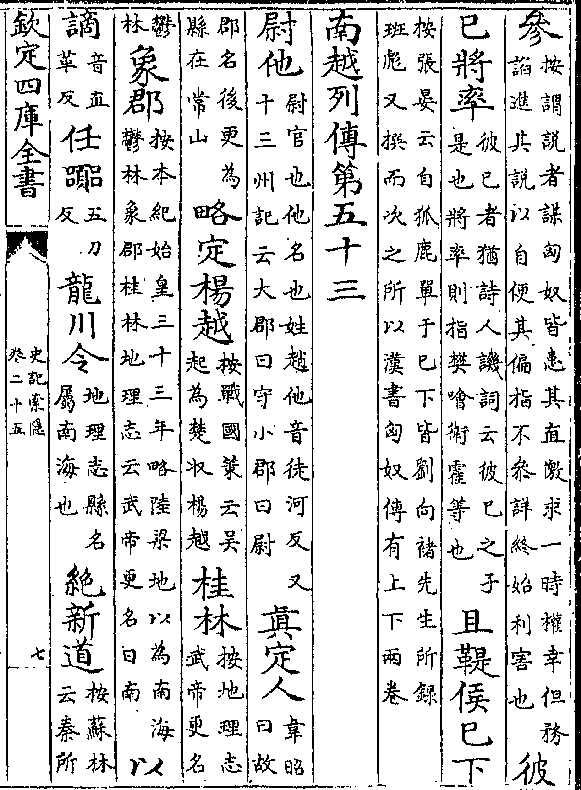 參按謂說者謀匈奴皆患其直徼求一時權幸但務謟進其說以自便其偏指不參詳終始利害也彼
已將率彼已者猶詩人譏詞云彼已之子是也將率則指樊噲衛霍等也且鞮侯已下
按張晏云自狐鹿單于已下皆劉向禇先生所錄班彪又撰而次之所以漢書匈奴傳有上下兩卷
南越列傳第五十三
尉他尉官也他名也姓趙他音徒河反又十三州記云大郡曰守小郡曰尉眞定人韋昭曰故
郡名後更為縣在常山略定楊越按戰國䇿云吴起為楚收楊越桂林按地理志武帝更名
鬱林象郡按本紀始皇三十三年略陸梁地以為南海鬱林象郡桂林地理志云武帝更名日南以
謫音直革反任囂五刀反龍川令地理志縣名屬南海也絶新道按蘇林云秦所
欽定四庫全書
史記索隱
卷二十五
七